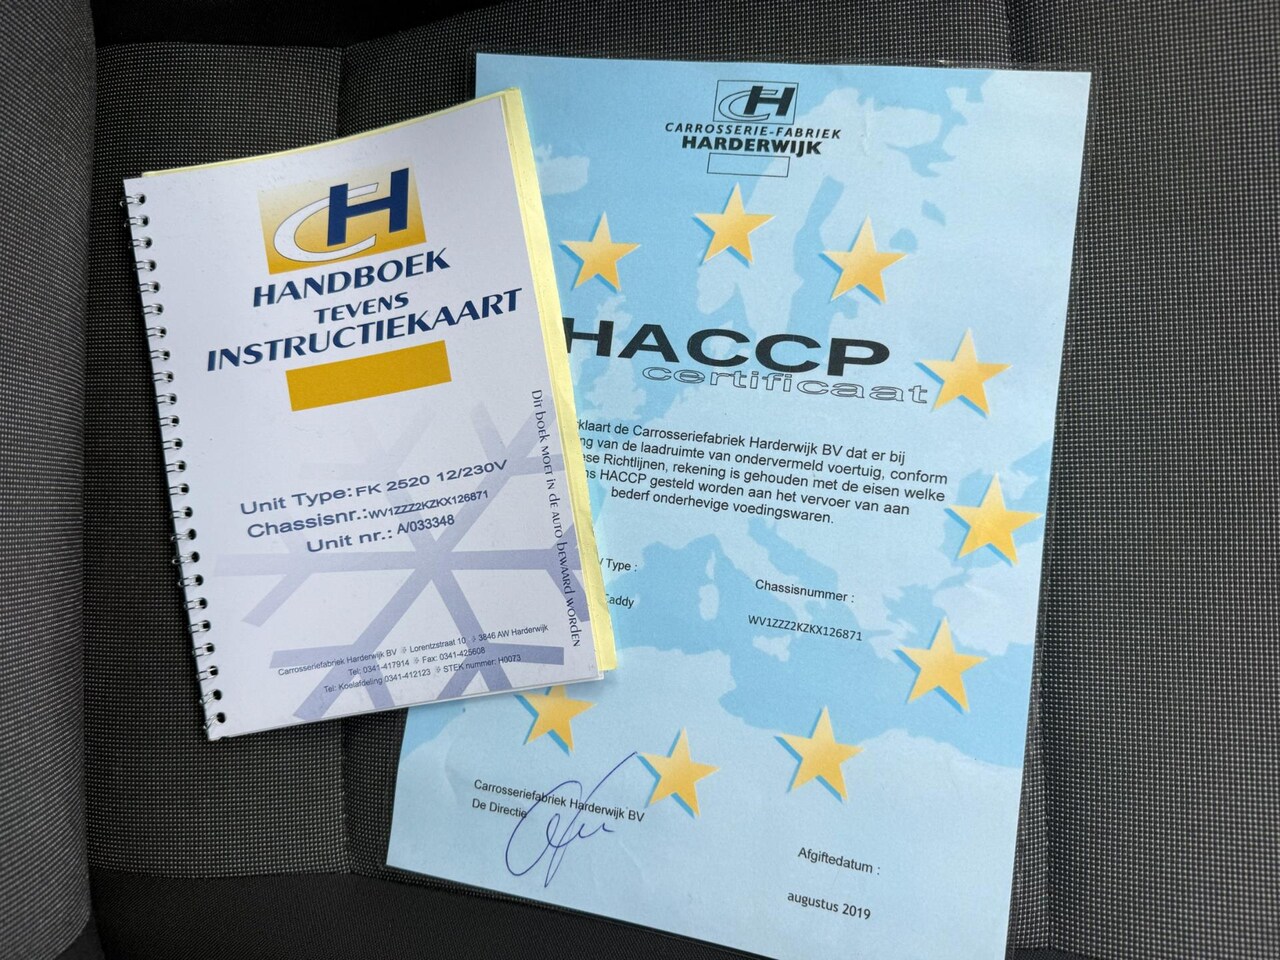 CH
HANDBOEK
TEVENS
INSTRUCTIEKAART
Unit Type: FK 2520 12/230V
Chassisnr.: WV1ZZZ2KZKX126871
Unit nr.: A/033348
Carrosseriefabriek Harderwijk BV Lorentzstraat 10 3846 AW Harderwijk
Tel: 0341-417914 Fax: 0341-425608
Tel: Koelafdeling 0341-412123 STEK nummer: H0073
Dit boek moet in de auto bewaard worden
CH
CARROSSERIE-FABRIEK
HARDERWIJK
HACCP
certificaat
klaart de Carrosseriefabriek Harderwijk BV dat er bij
ng van de laadruimte van ondervermeld voertuig, conform
se Richtlijnen, rekening is gehouden met de eisen welke
s HACCP gesteld worden aan het vervoer van aan
bederf onderhevige voedingswaren.
Type :
Caddy
Chassisnummer :
WV1ZZZ2KZKX126871
Carrosseriefabriek Harderwijk BV
De Directie
Afgiftedatum :
augustus 2019